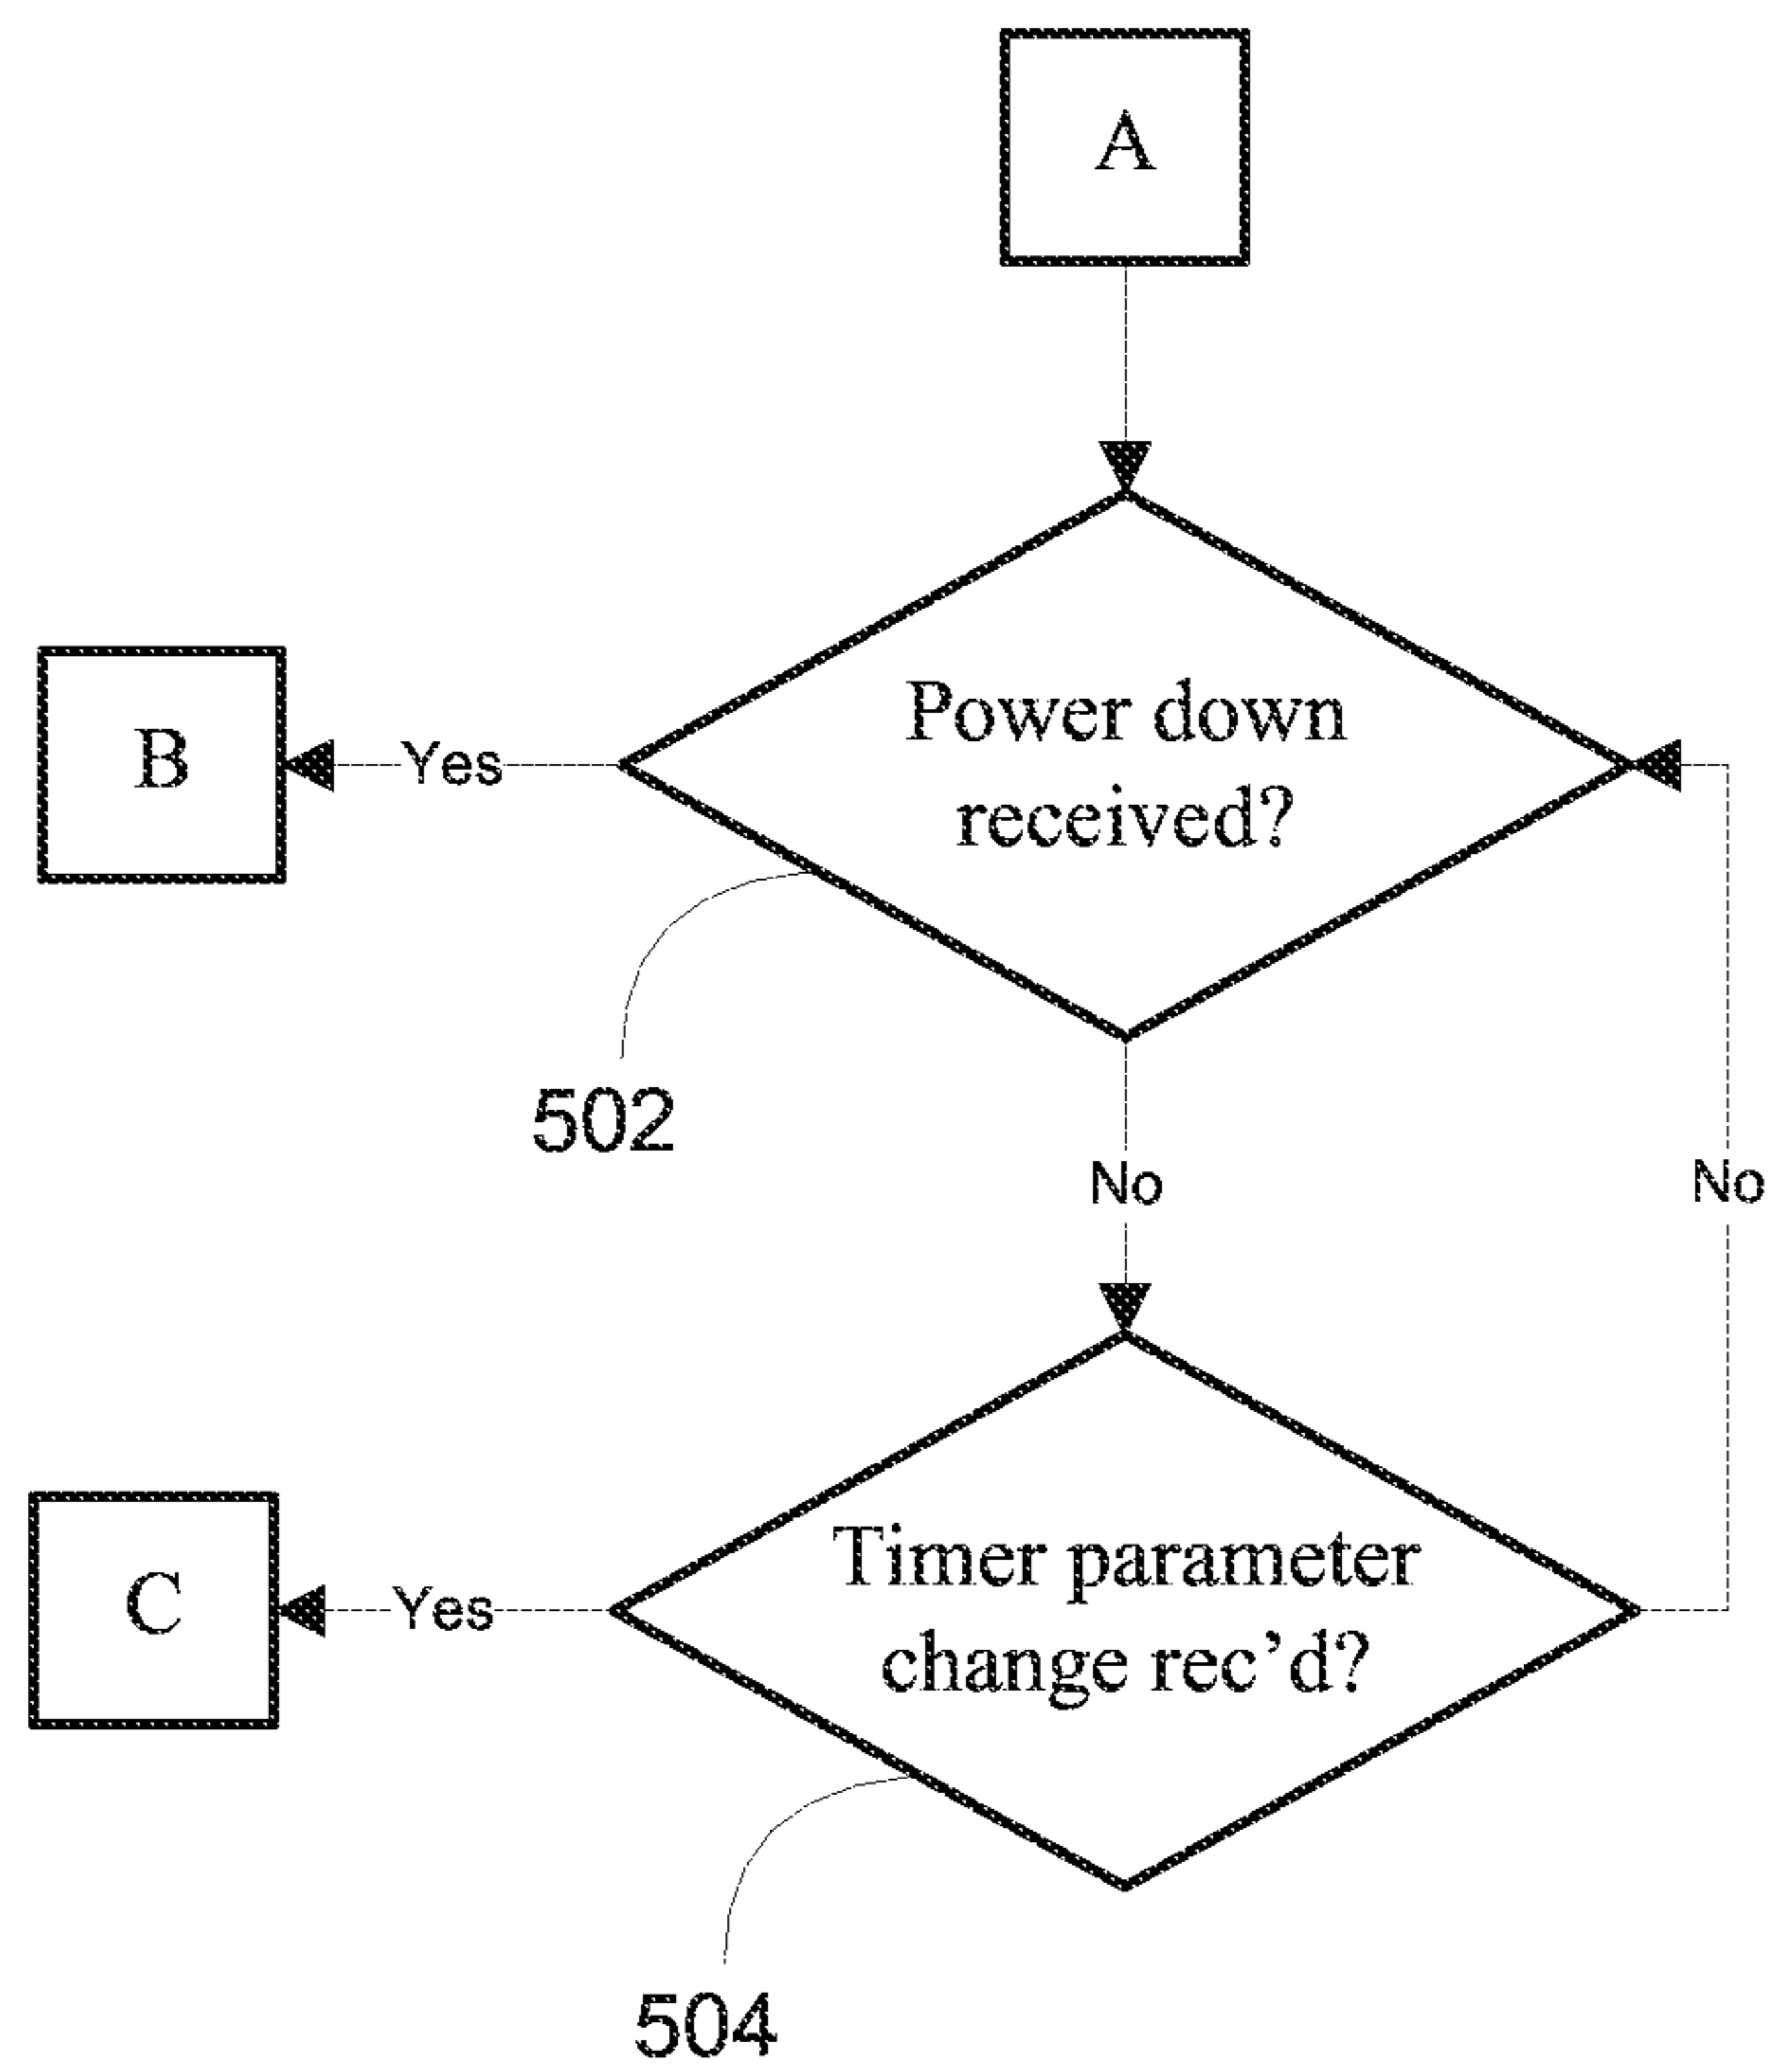 A
Power down
received?
Yes
B
502
No
No
Timer parameter
change rec’d?
Yes
C
504